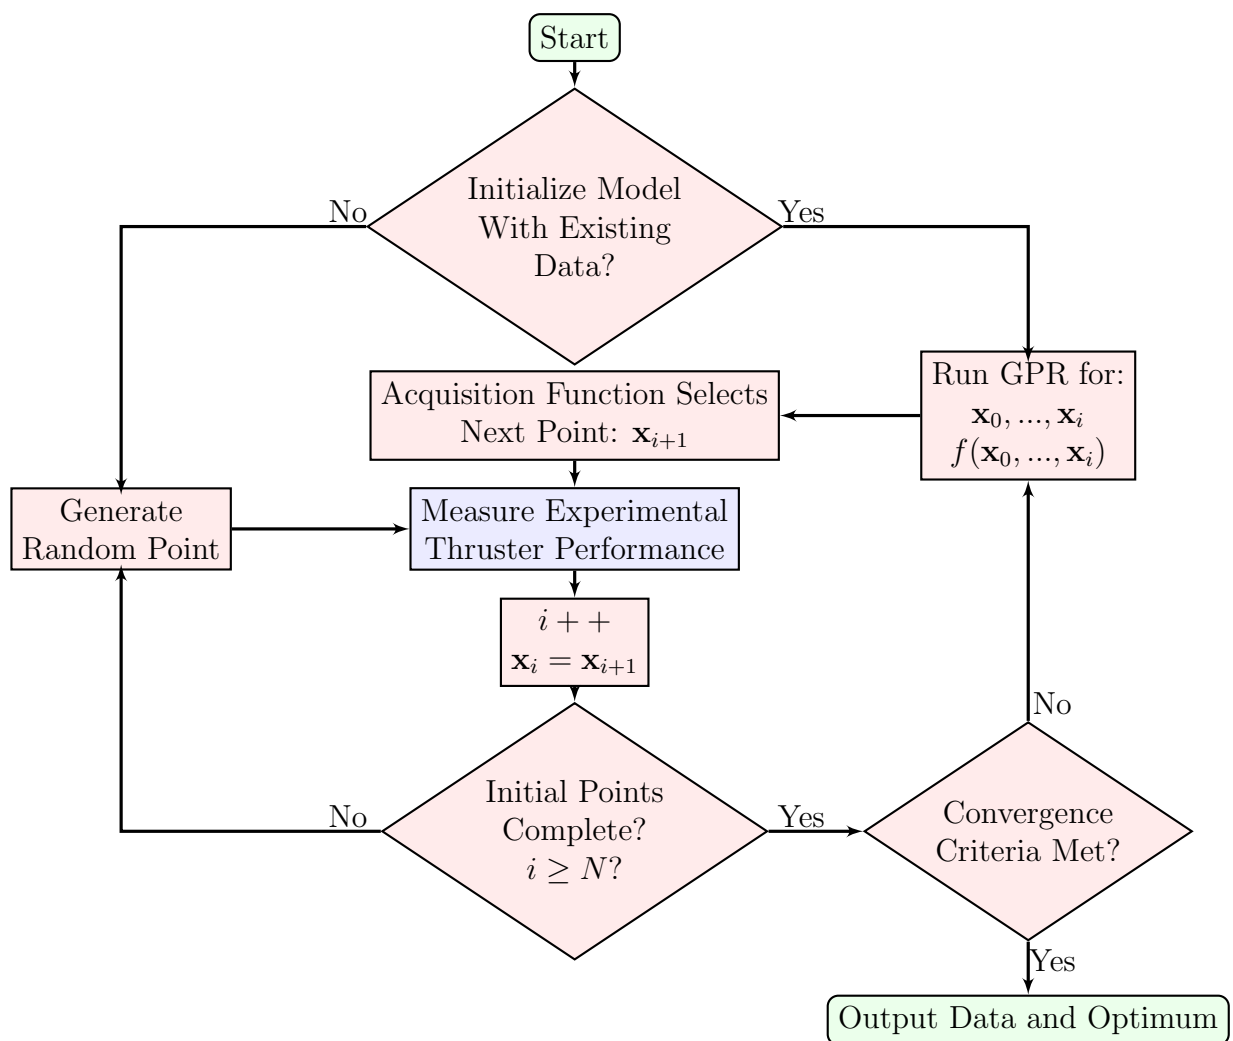 Start
Initialize Model
With Existing
Data?
No
Yes
Acquisition Function Selects
Next Point: x_{i+1}
Run GPR for:
x_0, ..., x_i
f(x_0, ..., x_i)
Generate
Random Point
Measure Experimental
Thruster Performance
i + +
x_i = x_{i+1}
Initial Points
Complete?
i ≥ N?
No
Yes
Convergence
Criteria Met?
No
Yes
Output Data and Optimum